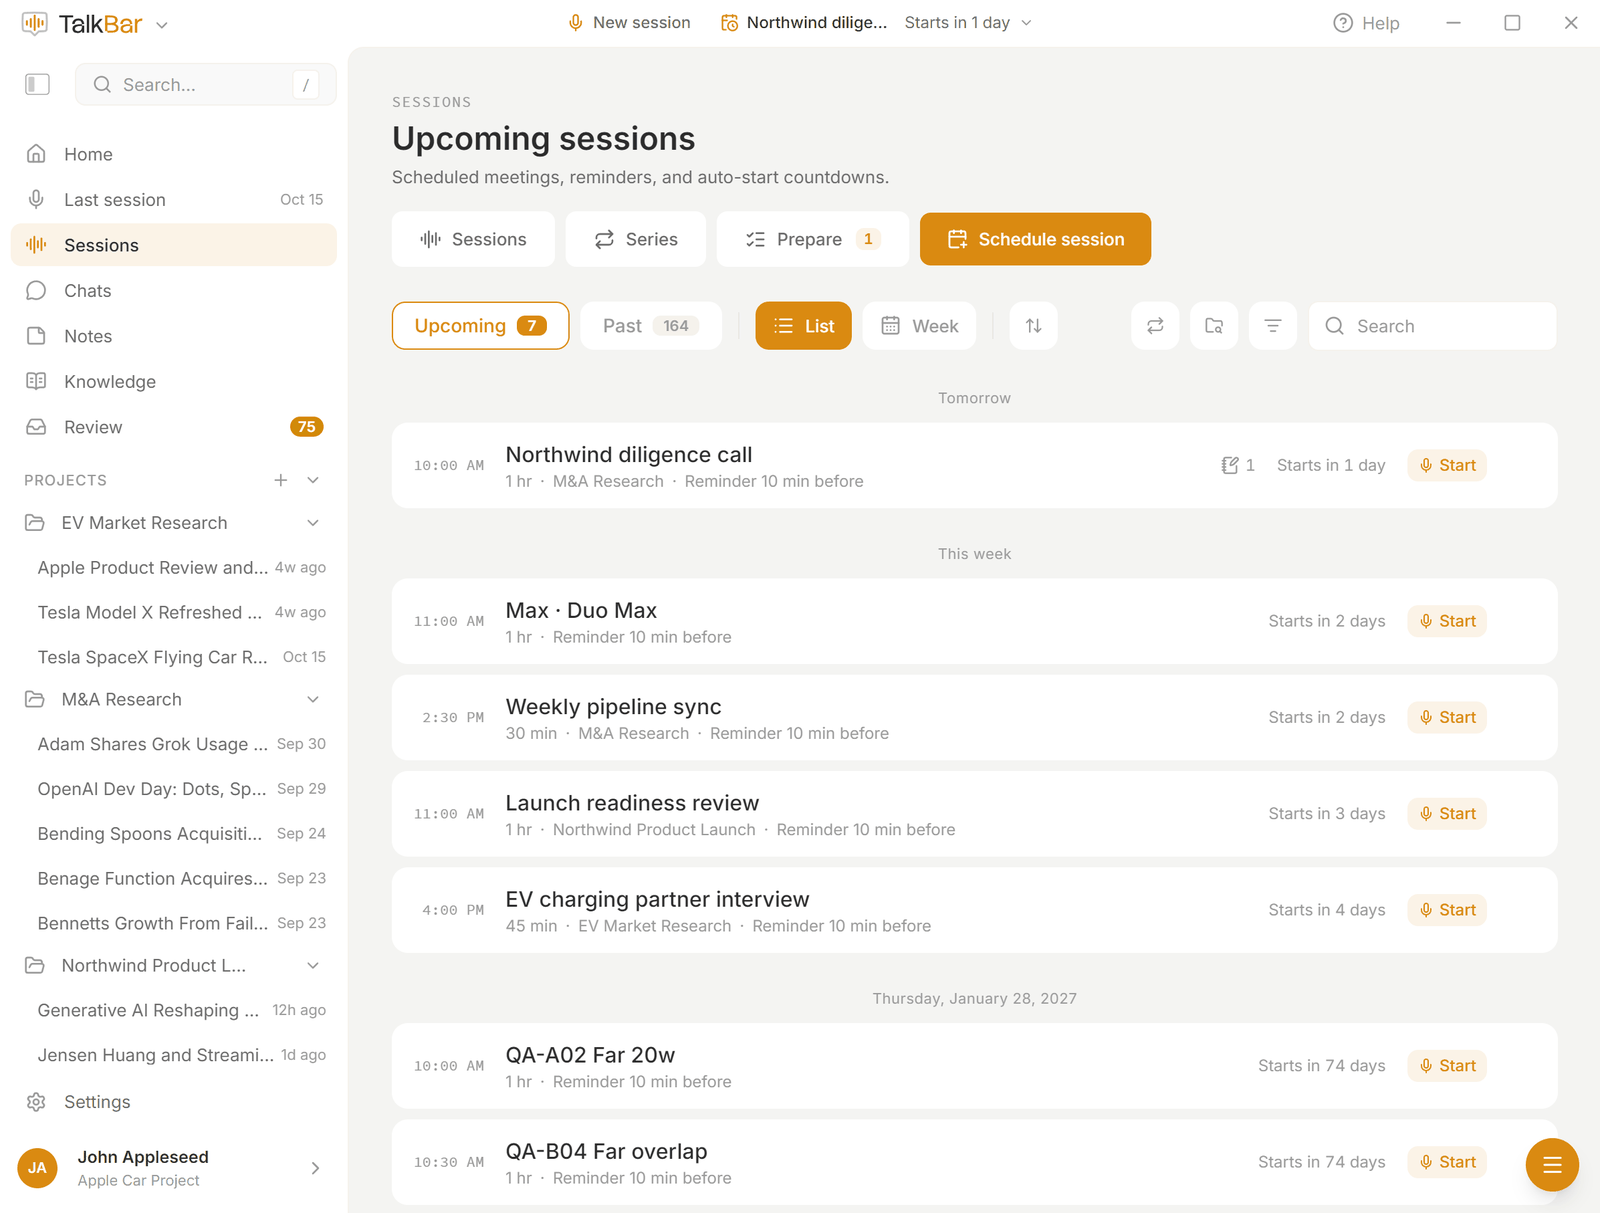 TalkBar
New session
Northwind dilige...
Starts in 1 day
Help
Search...
/
Home
Last session
Oct 15
Sessions
Chats
Notes
Knowledge
Review
75
PROJECTS
EV Market Research
Apple Product Review and...
4w ago
Tesla Model X Refreshed ...
4w ago
Tesla SpaceX Flying Car R...
Oct 15
M&A Research
Adam Shares Grok Usage ...
Sep 30
OpenAI Dev Day: Dots, Sp...
Sep 29
Bending Spoons Acquisiti...
Sep 24
Benage Function Acquires...
Sep 23
Bennetts Growth From Fail...
Sep 23
Northwind Product L...
Generative AI Reshaping ...
12h ago
Jensen Huang and Streami...
1d ago
Settings
JA
John Appleseed
Apple Car Project
SESSIONS
Upcoming sessions
Scheduled meetings, reminders, and auto-start countdowns.
Sessions
Series
Prepare
1
Schedule session
Upcoming
7
Past
164
List
Week
Search
Tomorrow
10:00 AM
Northwind diligence call
1 hr · M&A Research · Reminder 10 min before
1
Starts in 1 day
Start
This week
11:00 AM
Max · Duo Max
1 hr · Reminder 10 min before
Starts in 2 days
Start
2:30 PM
Weekly pipeline sync
30 min · M&A Research · Reminder 10 min before
Starts in 2 days
Start
11:00 AM
Launch readiness review
1 hr · Northwind Product Launch · Reminder 10 min before
Starts in 3 days
Start
4:00 PM
EV charging partner interview
45 min · EV Market Research · Reminder 10 min before
Starts in 4 days
Start
Thursday, January 28, 2027
10:00 AM
QA-A02 Far 20w
1 hr · Reminder 10 min before
Starts in 74 days
Start
10:30 AM
QA-B04 Far overlap
1 hr · Reminder 10 min before
Starts in 74 days
Start